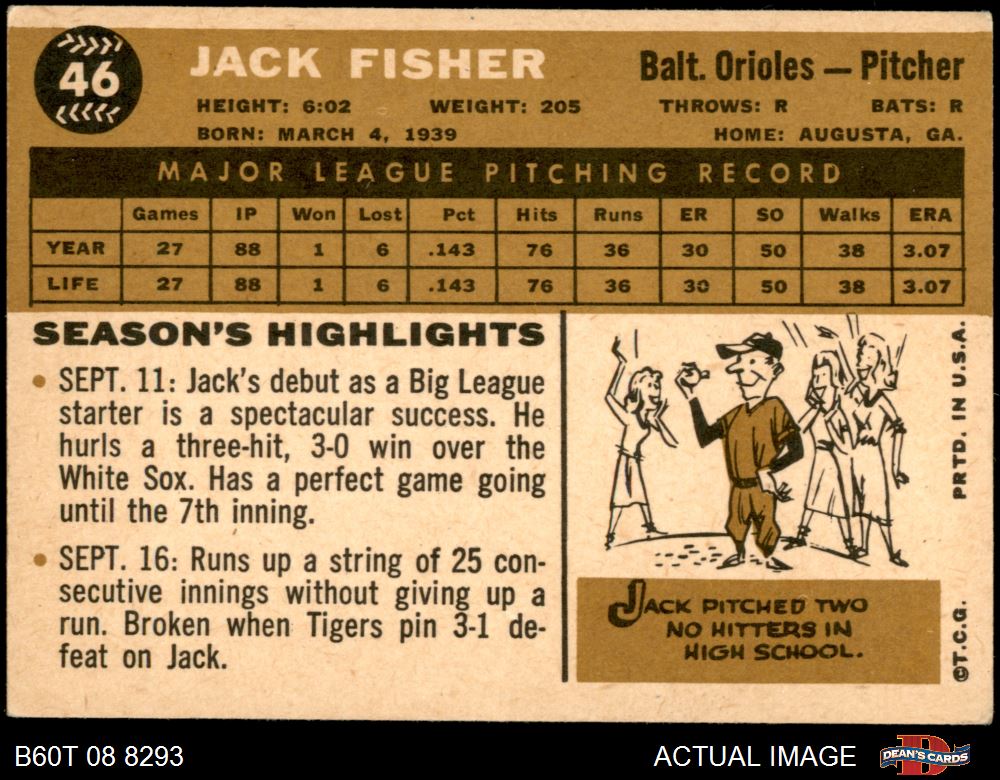 46
JACK FISHER
Balt. Orioles — Pitcher
HEIGHT: 6:02 WEIGHT: 205 THROWS: R BATS: R
BORN: MARCH 4, 1939 HOME: AUGUSTA, GA.
MAJOR LEAGUE PITCHING RECORD
Games IP Won Lost Pct Hits Runs ER SO Walks ERA
YEAR 27 88 1 6 .143 76 36 30 50 38 3.07
LIFE 27 88 1 6 .143 76 36 30 50 38 3.07
SEASON'S HIGHLIGHTS
• SEPT. 11: Jack's debut as a Big League
starter is a spectacular success. He
hurls a three-hit, 3-0 win over the
White Sox. Has a perfect game going
until the 7th inning.
• SEPT. 16: Runs up a string of 25 con-
secutive innings without giving up a
run. Broken when Tigers pin 3-1 de-
feat on Jack.
JACK PITCHED TWO
NO HITTERS IN
HIGH SCHOOL.
©T.C.G. PRTD. IN U.S.A.
B60T 08 8293
ACTUAL IMAGE
D
DEAN'S CARDS